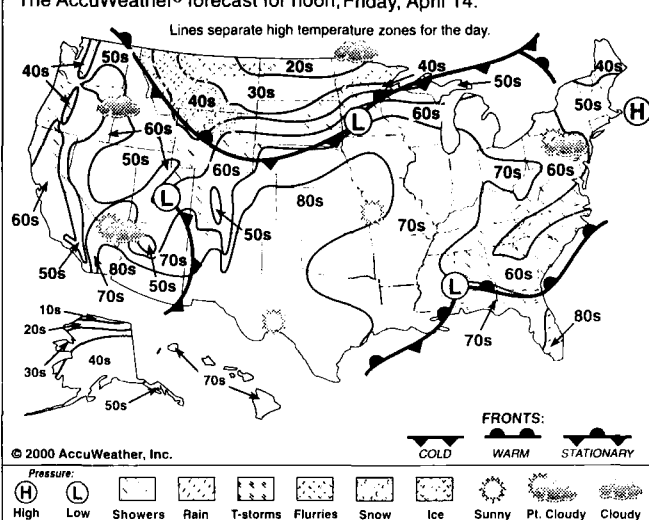 The AccuWeather® forecast for noon, Friday, April 14.
Lines separate high temperature zones for the day.
40s
50s
20s
40s
50s
40s
30s
40s
50s
H
60s
L
60s
50s
60s
70s
60s
L
80s
70s
60s
50s
50s
80s
70s
50s
70s
60s
L
70s
80s
10s
20s
30s
40s
50s
70s
© 2000 AccuWeather, Inc.
FRONTS:
COLD WARM STATIONARY
Pressure:
H L
High Low Showers Rain T-storms Flurries Snow Ice Sunny Pt. Cloudy Cloudy